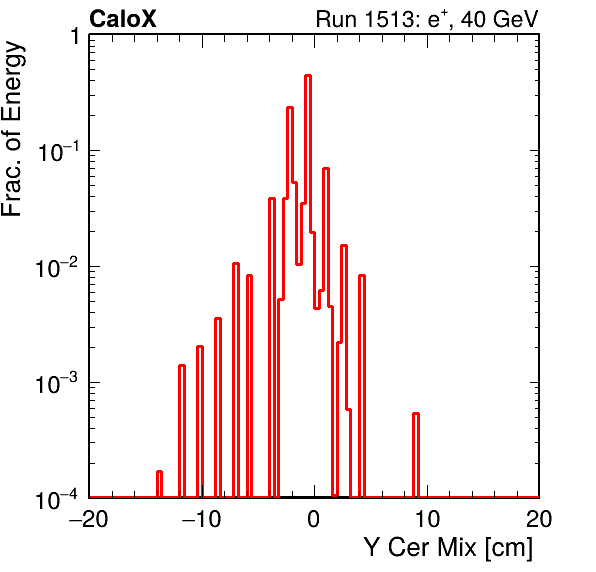 CaloX Run 1513: e⁺, 40 GeV
Frac. of Energy
1
10⁻¹
10⁻²
10⁻³
10⁻⁴
−20 −10 0 10 20
Y Cer Mix [cm]